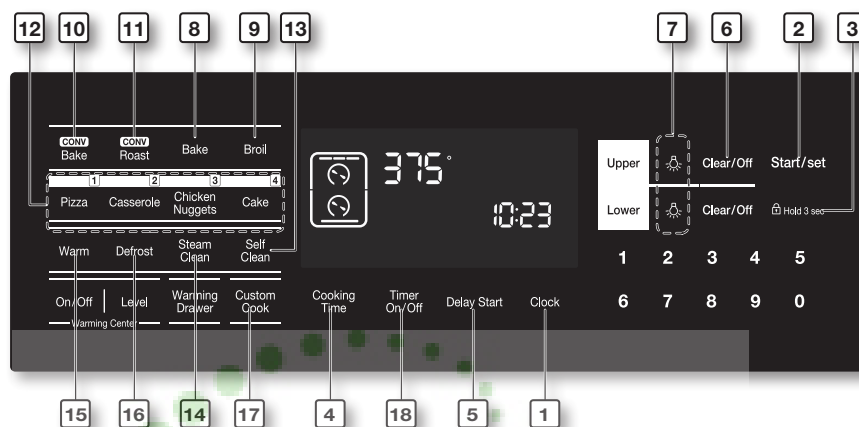 12 10 11 8 9 13 7 6 2 3
CONV CONV
Bake Roast Bake Broil
1 2 3 4
Pizza Casserole Chicken Nuggets Cake
Warm Defrost Steam Clean Self Clean
On/Off Level Warming Drawer Custom Cook
Warming Center
375°
10:23
Cooking Time Timer On/Off Delay Start Clock
Upper Clear/Off Start/set
Lower Clear/Off Hold 3 sec
1 2 3 4 5
6 7 8 9 0
15 16 14 17 4 18 5 1